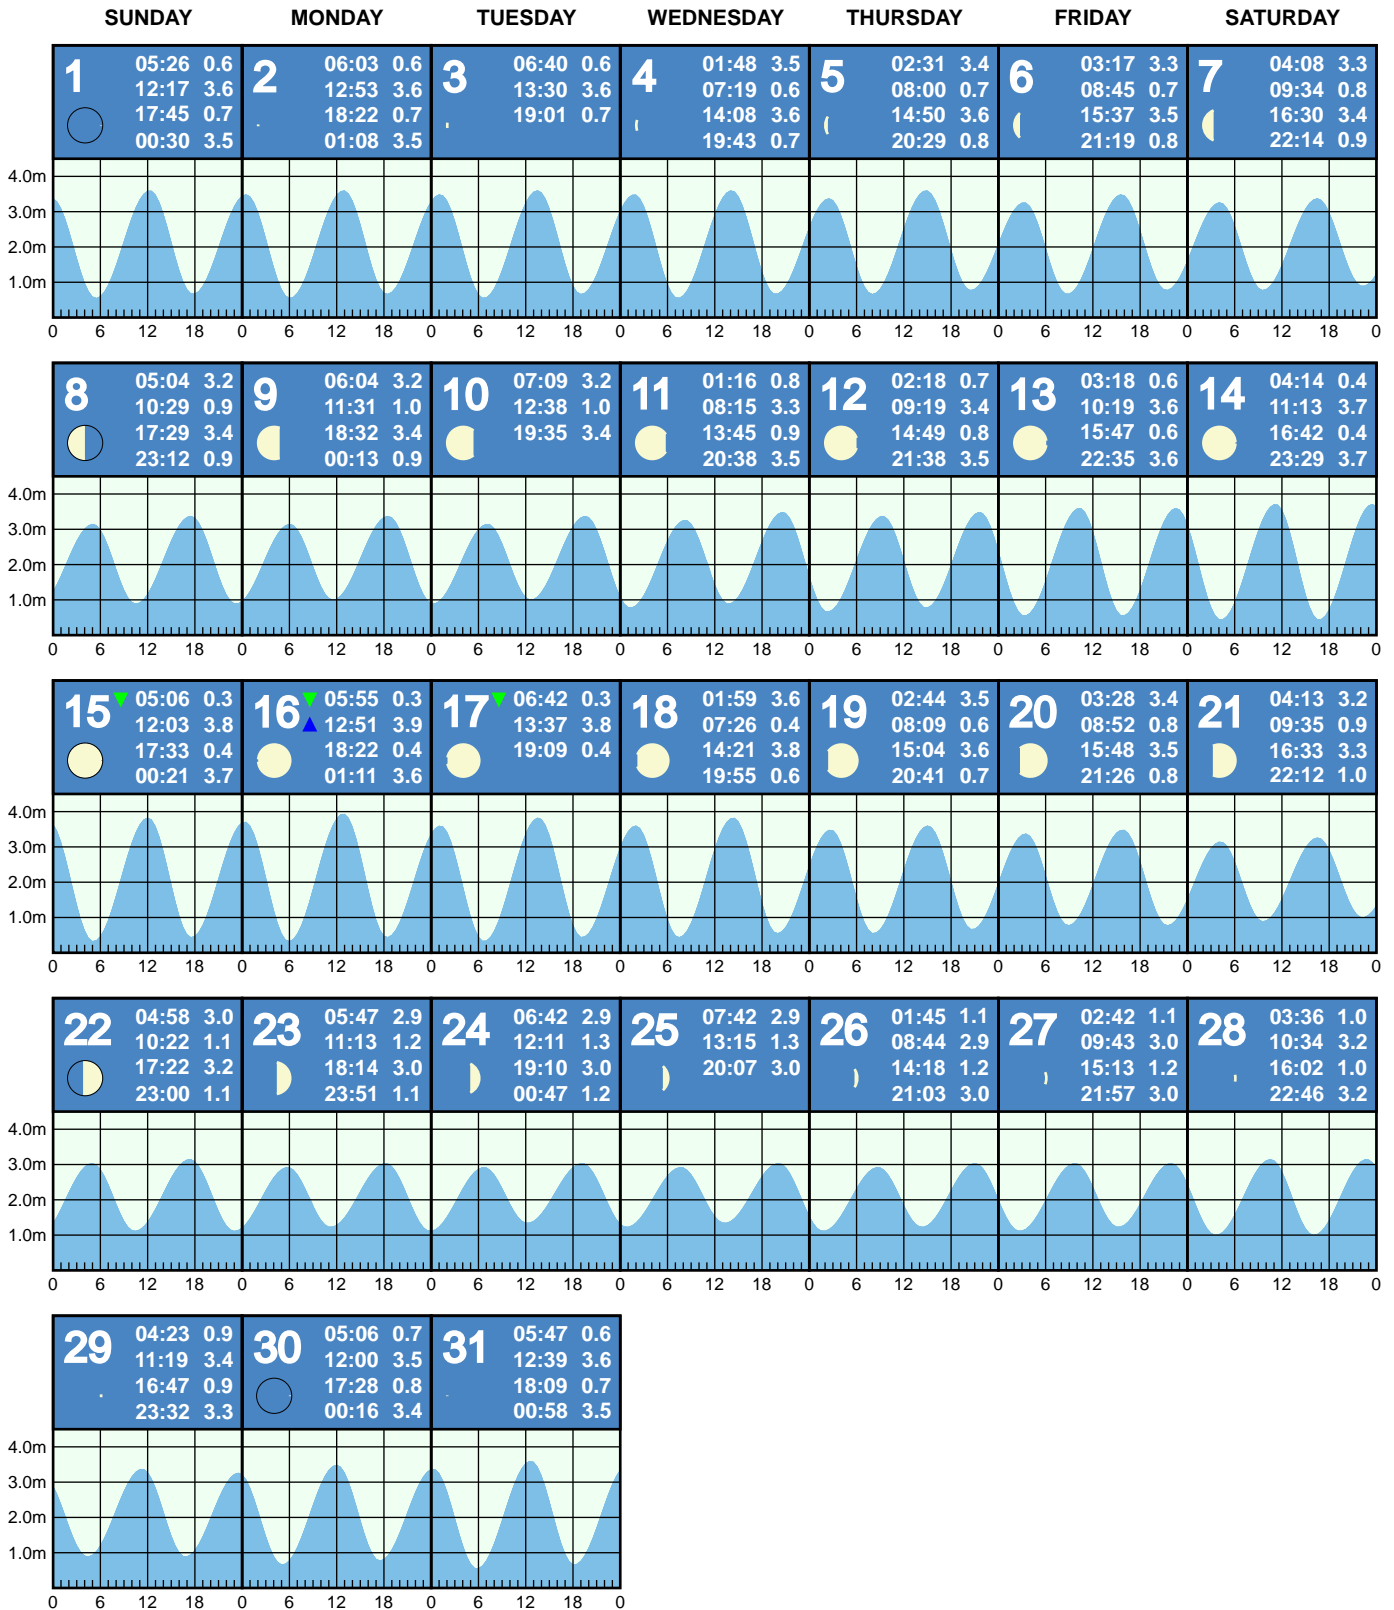 SUNDAY MONDAY TUESDAY WEDNESDAY THURSDAY FRIDAY SATURDAY
1 05:26 0.6
12:17 3.6
17:45 0.7
00:30 3.5
2 06:03 0.6
12:53 3.6
18:22 0.7
01:08 3.5
3 06:40 0.6
13:30 3.6
19:01 0.7
4 01:48 3.5
07:19 0.6
14:08 3.6
19:43 0.7
5 02:31 3.4
08:00 0.7
14:50 3.6
20:29 0.8
6 03:17 3.3
08:45 0.7
15:37 3.5
21:19 0.8
7 04:08 3.3
09:34 0.8
16:30 3.4
22:14 0.9
4.0m
3.0m
2.0m
1.0m
0 6 12 18 0 6 12 18 0 6 12 18 0 6 12 18 0 6 12 18 0 6 12 18 0 6 12 18 0
8 05:04 3.2
10:29 0.9
17:29 3.4
23:12 0.9
9 06:04 3.2
11:31 1.0
18:32 3.4
00:13 0.9
10 07:09 3.2
12:38 1.0
19:35 3.4
11 01:16 0.8
08:15 3.3
13:45 0.9
20:38 3.5
12 02:18 0.7
09:19 3.4
14:49 0.8
21:38 3.5
13 03:18 0.6
10:19 3.6
15:47 0.6
22:35 3.6
14 04:14 0.4
11:13 3.7
16:42 0.4
23:29 3.7
4.0m
3.0m
2.0m
1.0m
0 6 12 18 0 6 12 18 0 6 12 18 0 6 12 18 0 6 12 18 0 6 12 18 0 6 12 18 0
15 05:06 0.3
12:03 3.8
17:33 0.4
00:21 3.7
16 05:55 0.3
12:51 3.9
18:22 0.4
01:11 3.6
17 06:42 0.3
13:37 3.8
19:09 0.4
18 01:59 3.6
07:26 0.4
14:21 3.8
19:55 0.6
19 02:44 3.5
08:09 0.6
15:04 3.6
20:41 0.7
20 03:28 3.4
08:52 0.8
15:48 3.5
21:26 0.8
21 04:13 3.2
09:35 0.9
16:33 3.3
22:12 1.0
4.0m
3.0m
2.0m
1.0m
0 6 12 18 0 6 12 18 0 6 12 18 0 6 12 18 0 6 12 18 0 6 12 18 0 6 12 18 0
22 04:58 3.0
10:22 1.1
17:22 3.2
23:00 1.1
23 05:47 2.9
11:13 1.2
18:14 3.0
23:51 1.1
24 06:42 2.9
12:11 1.3
19:10 3.0
00:47 1.2
25 07:42 2.9
13:15 1.3
20:07 3.0
26 01:45 1.1
08:44 2.9
14:18 1.2
21:03 3.0
27 02:42 1.1
09:43 3.0
15:13 1.2
21:57 3.0
28 03:36 1.0
10:34 3.2
16:02 1.0
22:46 3.2
4.0m
3.0m
2.0m
1.0m
0 6 12 18 0 6 12 18 0 6 12 18 0 6 12 18 0 6 12 18 0 6 12 18 0 6 12 18 0
29 04:23 0.9
11:19 3.4
16:47 0.9
23:32 3.3
30 05:06 0.7
12:00 3.5
17:28 0.8
00:16 3.4
31 05:47 0.6
12:39 3.6
18:09 0.7
00:58 3.5
4.0m
3.0m
2.0m
1.0m
0 6 12 18 0 6 12 18 0 6 12 18 0